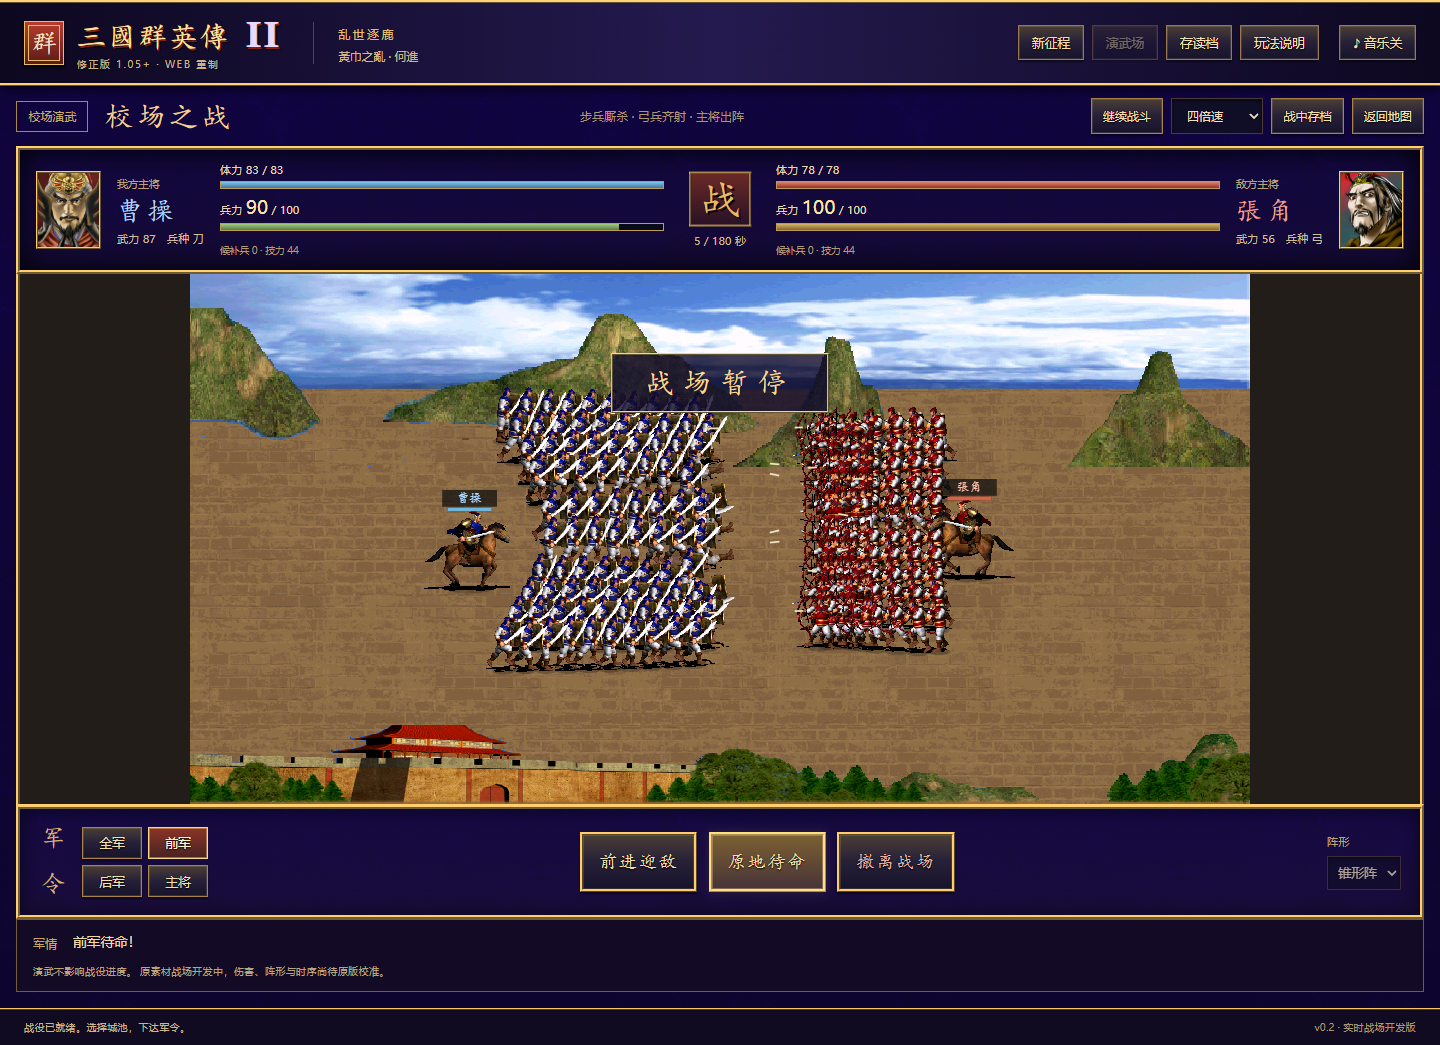 群
三國群英傳 II
修正版 1.05+ · WEB 重制
乱世逐鹿
黃巾之亂 · 何進
新征程
演武场
存读档
玩法说明
♪ 音乐关
校场演武
校场之战
步兵厮杀 · 弓兵齐射 · 主将出阵
继续战斗
四倍速
战中存档
返回地图
我方主将
曹操
武力 87 兵种 刀
体力 83 / 83
兵力 90 / 100
候补兵 0 · 技力 44
战
5 / 180 秒
体力 78 / 78
兵力 100 / 100
候补兵 0 · 技力 44
敌方主将
張角
武力 56 兵种 弓
战场暂停
曹操
張角
军令
全军
前军
后军
主将
前进迎敌
原地待命
撤离战场
阵形
锥形阵
军情 前军待命！
演武不影响战役进度。 原素材战场开发中，伤害、阵形与时序尚待原版校准。
战役已就绪。选择城池，下达军令。
v0.2 · 实时战场开发版